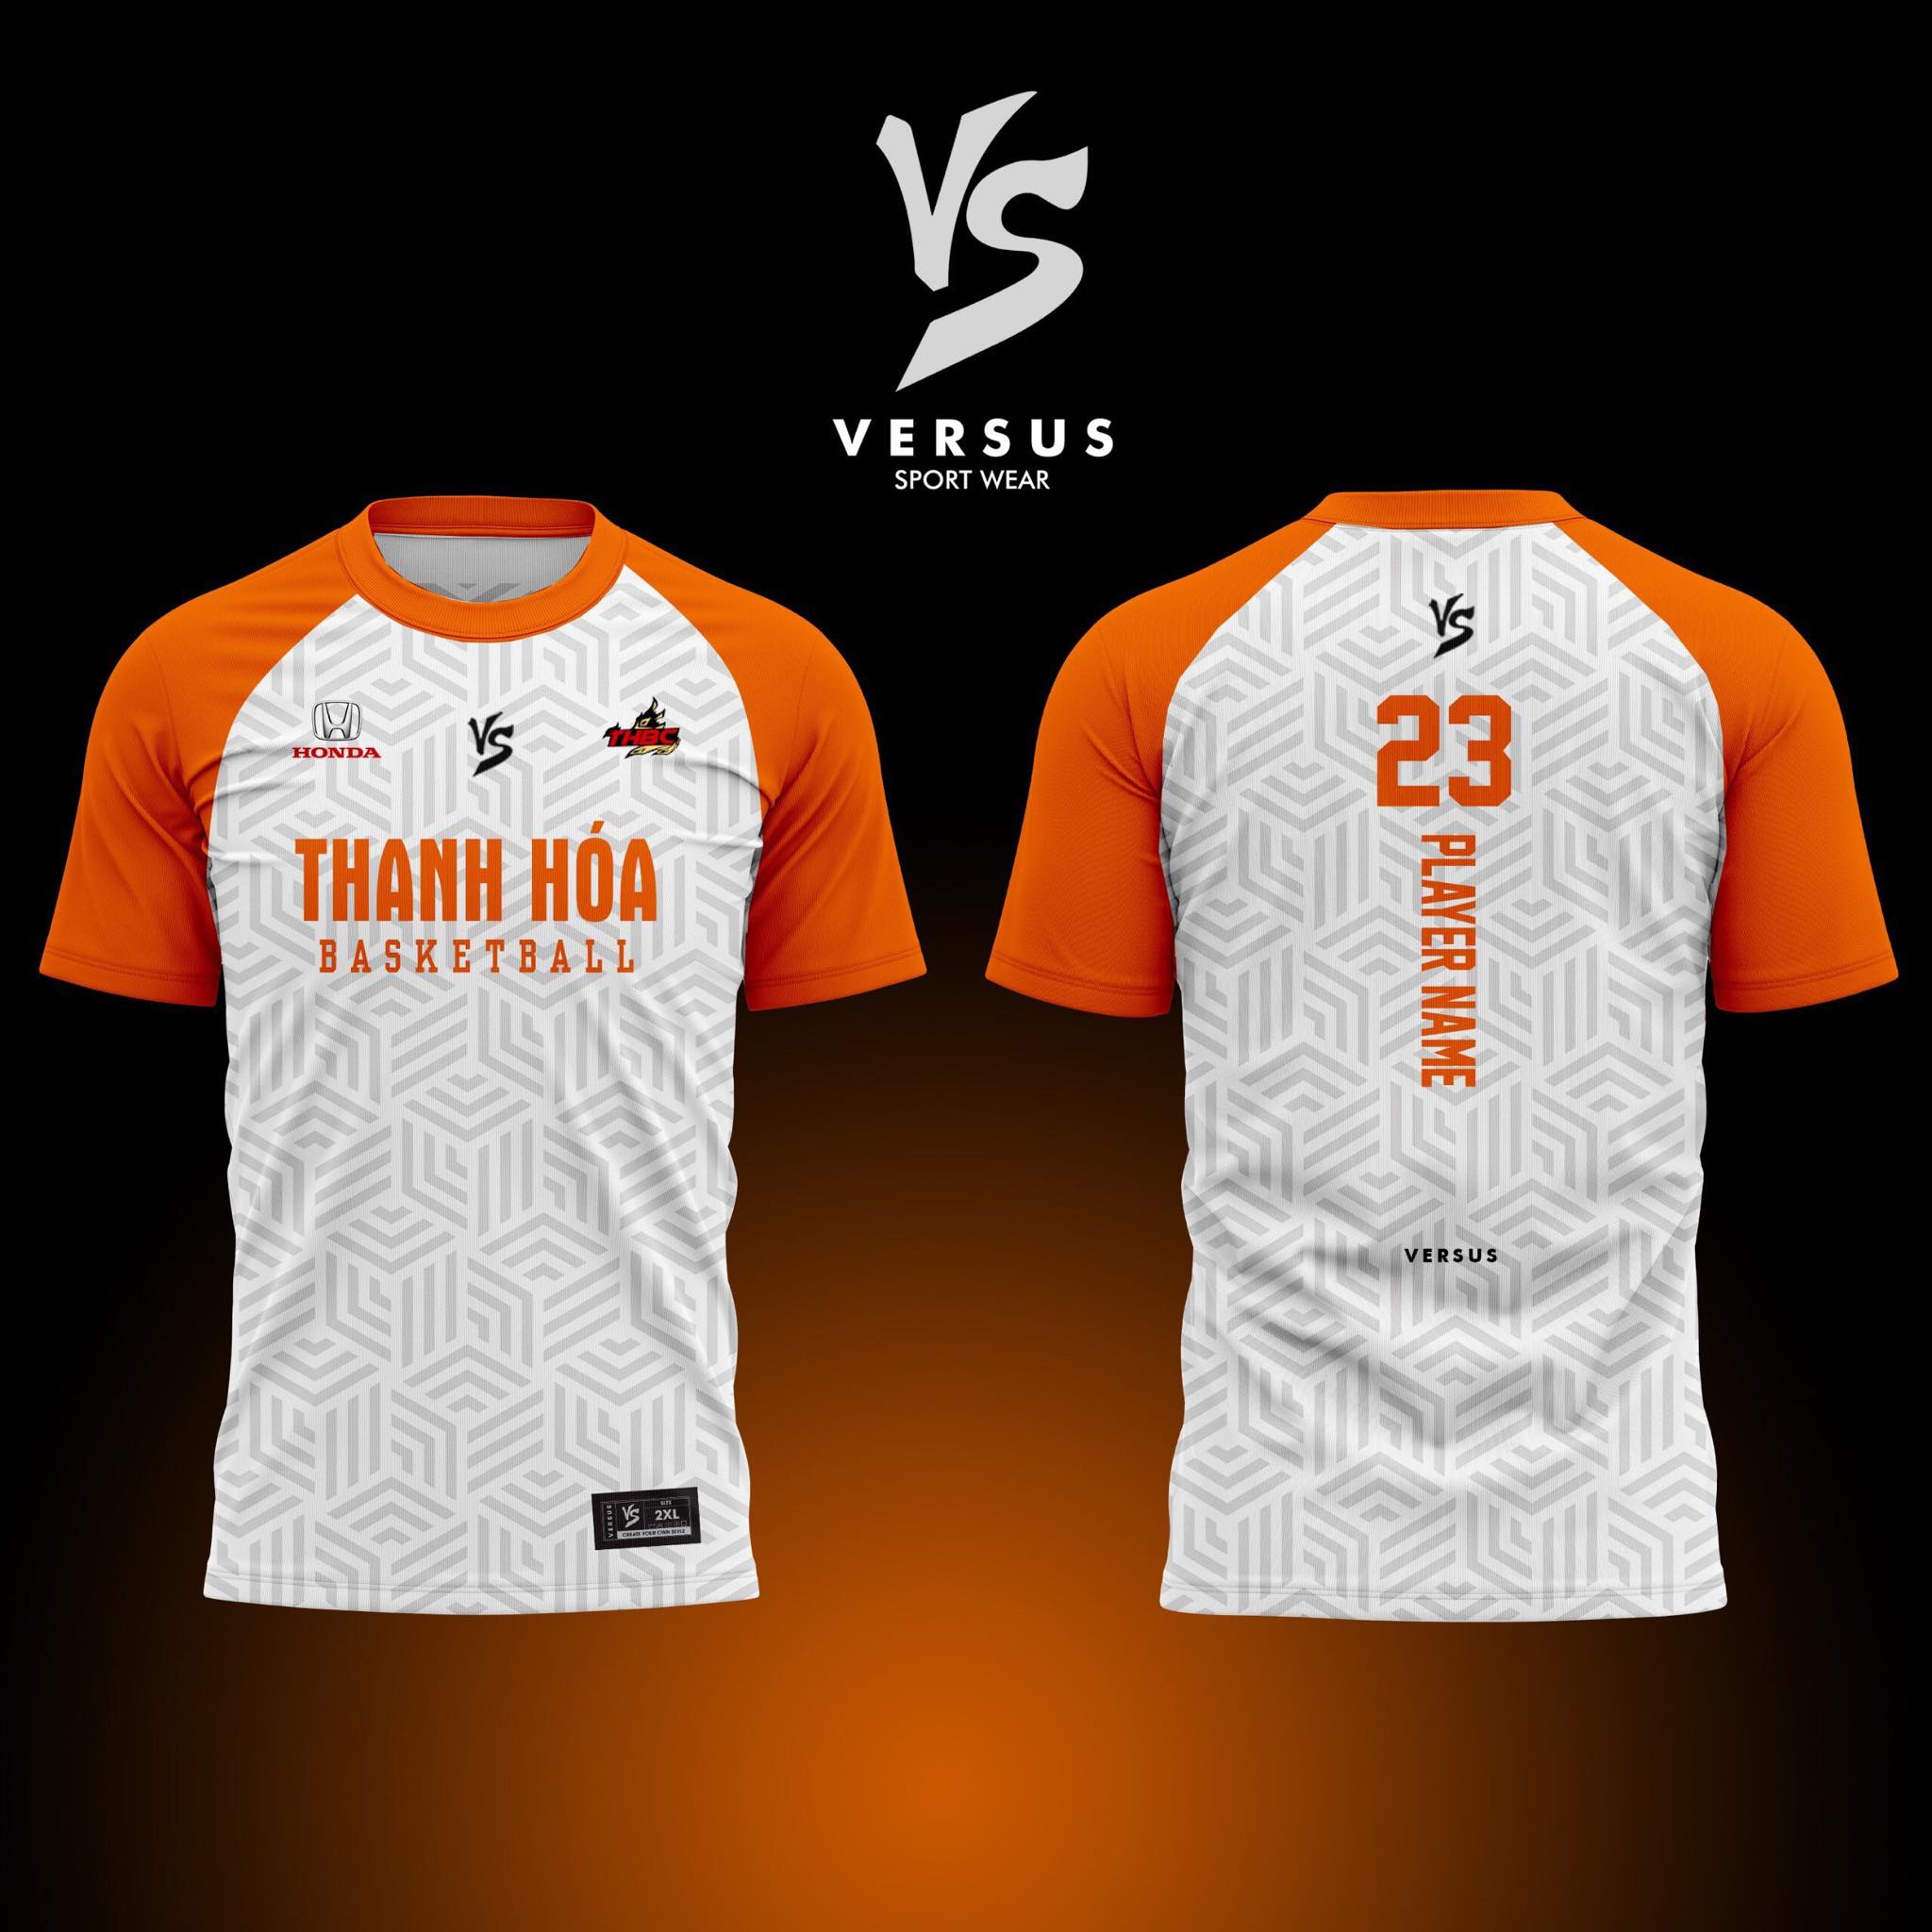 VS
VERSUS
SPORT WEAR
HONDA
VS
THBC
THANH HÓA
BASKETBALL
VERSUS
VS
SIZE
2XL
CREATE YOUR OWN STYLE
VS
23
PLAYER NAME
VERSUS